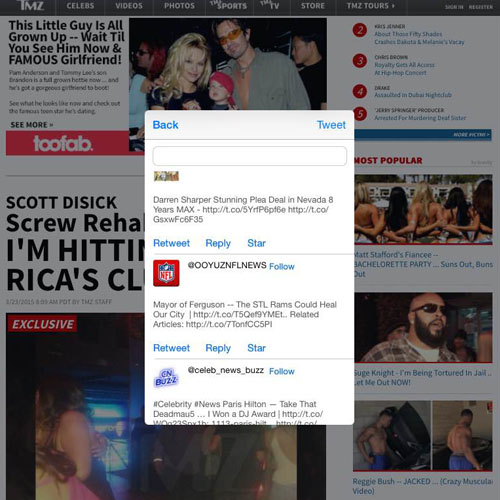 TMZ
CELEBS
VIDEOS
PHOTOS
TMZ SPORTS
TMZ TV
STORE
TMZ TOURS
SIGN IN
RESET
This Little Guy Is All
Grown Up -- Wait Til
You See Him Now &
FAMOUS Girlfriend!
Pam Anderson and Tommy Lee's son
Brandon is a full grown hottie now ... and
he's got a gorgeous girlfriend to boot!
See what he looks like now and check out
the famous teen star he's dating.
SEE MORE »
toofab.
2
KRIS JENNER
About Those Fifty Shades
Crashes Dakota & Melanie's Vacay
3
CHRIS BROWN
Royalty Gets All Access
At Hip-Hop Concert
4
DRAKE
Assaulted in Dubai Nightclub
5
'JERRY SPRINGER' PRODUCER
Arrested For Murdering Deaf Sister
MORE
SCOTT DISICK
Screw Reha
I'M HITTIN
RICA'S CL
3/23/2015 6:09 AM PDT BY TMZ STAFF
EXCLUSIVE
TMZ
Back
Tweet
Darren Sharper Stunning Plea Deal in Nevada 8
Years MAX - http://t.co/5YrfP6pf6e http://t.co/
GsxwFc6F35
Retweet Reply Star
NFL
@OOYUZNFLNEWS Follow
Mayor of Ferguson -- The STL Rams Could Heal
Our City | http://t.co/T5Qef9YMEt.. Related
Articles: http://t.co/7TonfCC5PI
Retweet Reply Star
CN
BUZZ
@celeb_news_buzz Follow
#Celebrity #News Paris Hilton — Take That
Deadmau5 ... I Won a DJ Award | http://t.co/
MOST POPULAR
Matt Stafford's Fiancee --
BACHELORETTE PARTY ... Suns Out, Buns
Out
Suge Knight - I'm Being Tortured in Jail ..
Let Me Out NOW!
Reggie Bush -- JACKED ... (Crazy Muscular
Video)